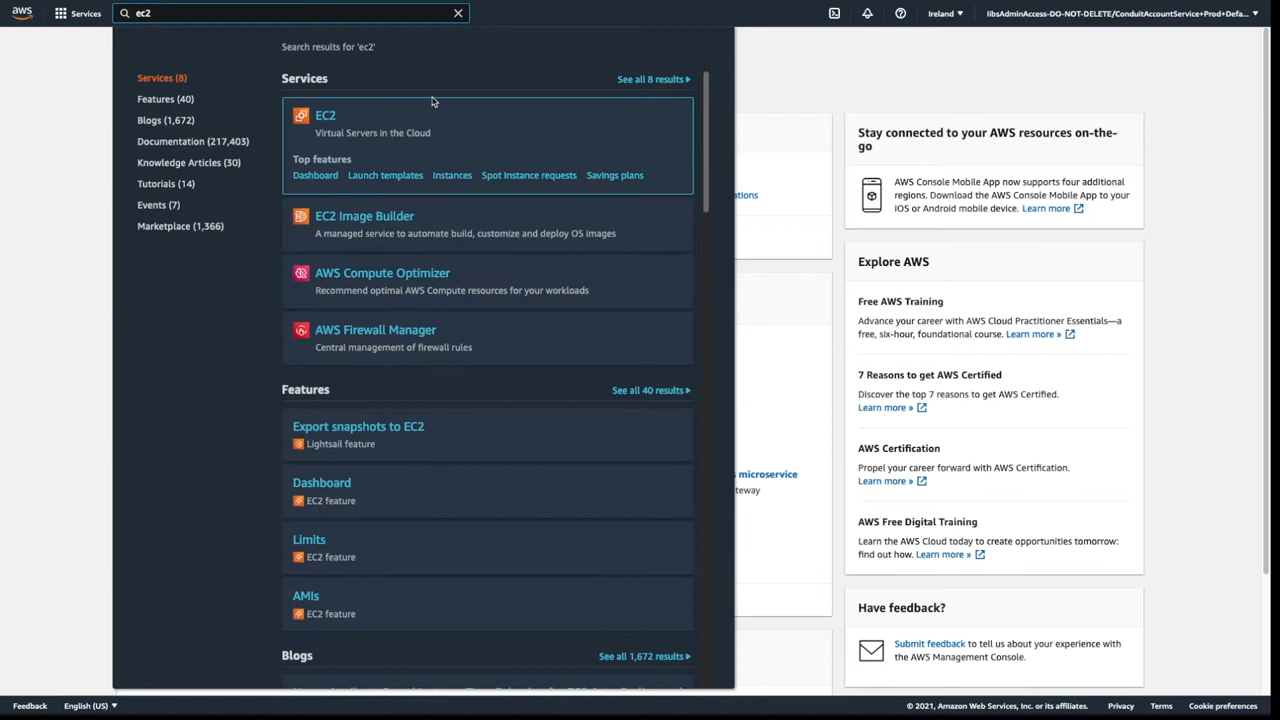 aws
Services
ec2
Ireland
IibsAdminAccess-DO-NOT-DELETE/ConduitAccountService+Prod+Defa...
Search results for 'ec2'
Services (8)
Features (40)
Blogs (1,672)
Documentation (217,403)
Knowledge Articles (30)
Tutorials (14)
Events (7)
Marketplace (1,366)
Services
See all 8 results
EC2
Virtual Servers in the Cloud
Top features
Dashboard Launch templates Instances Spot Instance requests Savings plans
EC2 Image Builder
A managed service to automate build, customize and deploy OS images
AWS Compute Optimizer
Recommend optimal AWS Compute resources for your workloads
AWS Firewall Manager
Central management of firewall rules
Features
See all 40 results
Export snapshots to EC2
Lightsail feature
Dashboard
EC2 feature
Limits
EC2 feature
AMIs
EC2 feature
Blogs
See all 1,672 results
ations
s microservice
teway
Stay connected to your AWS resources on-the-
go
AWS Console Mobile App now supports four additional
regions. Download the AWS Console Mobile App to your
iOS or Android mobile device. Learn more
Explore AWS
Free AWS Training
Advance your career with AWS Cloud Practitioner Essentials—a
free, six-hour, foundational course. Learn more »
7 Reasons to get AWS Certified
Discover the top 7 reasons to get AWS Certified.
Learn more »
AWS Certification
Propel your career forward with AWS Certification.
Learn more »
AWS Free Digital Training
Learn the AWS Cloud today to create opportunities tomorrow:
find out how. Learn more »
Have feedback?
Submit feedback to tell us about your experience with
the AWS Management Console.
Feedback English (US)
© 2021, Amazon Web Services, Inc. or its affiliates. Privacy Terms Cookie preferences